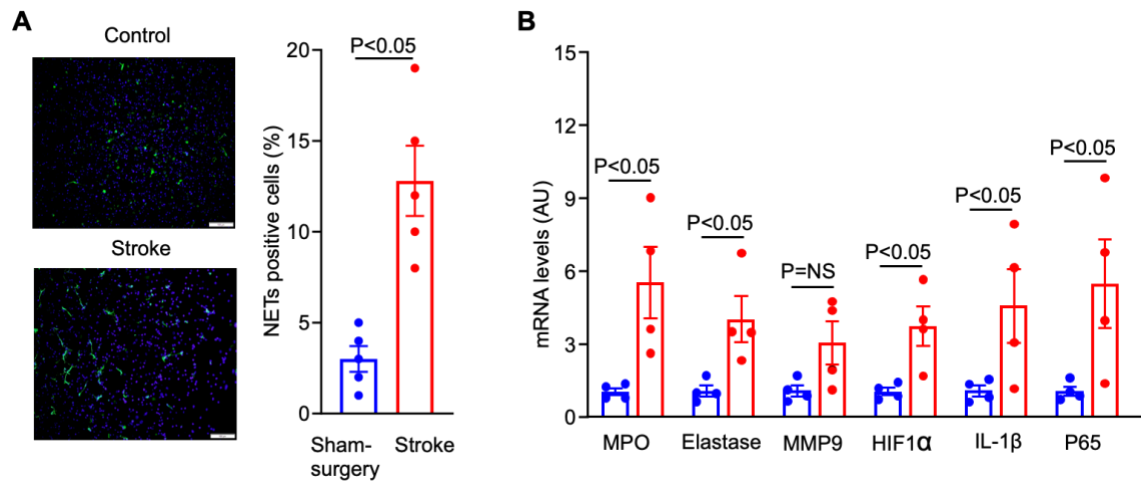 A
Control
Stroke
NETs positive cells (%)
20
15
10
5
0
P<0.05
Sham-
surgery
Stroke
B
mRNA levels (AU)
15
12
9
6
3
0
P<0.05
P<0.05
P=NS
P<0.05
P<0.05
P<0.05
MPO
Elastase
MMP9
HIF1α
IL-1β
P65